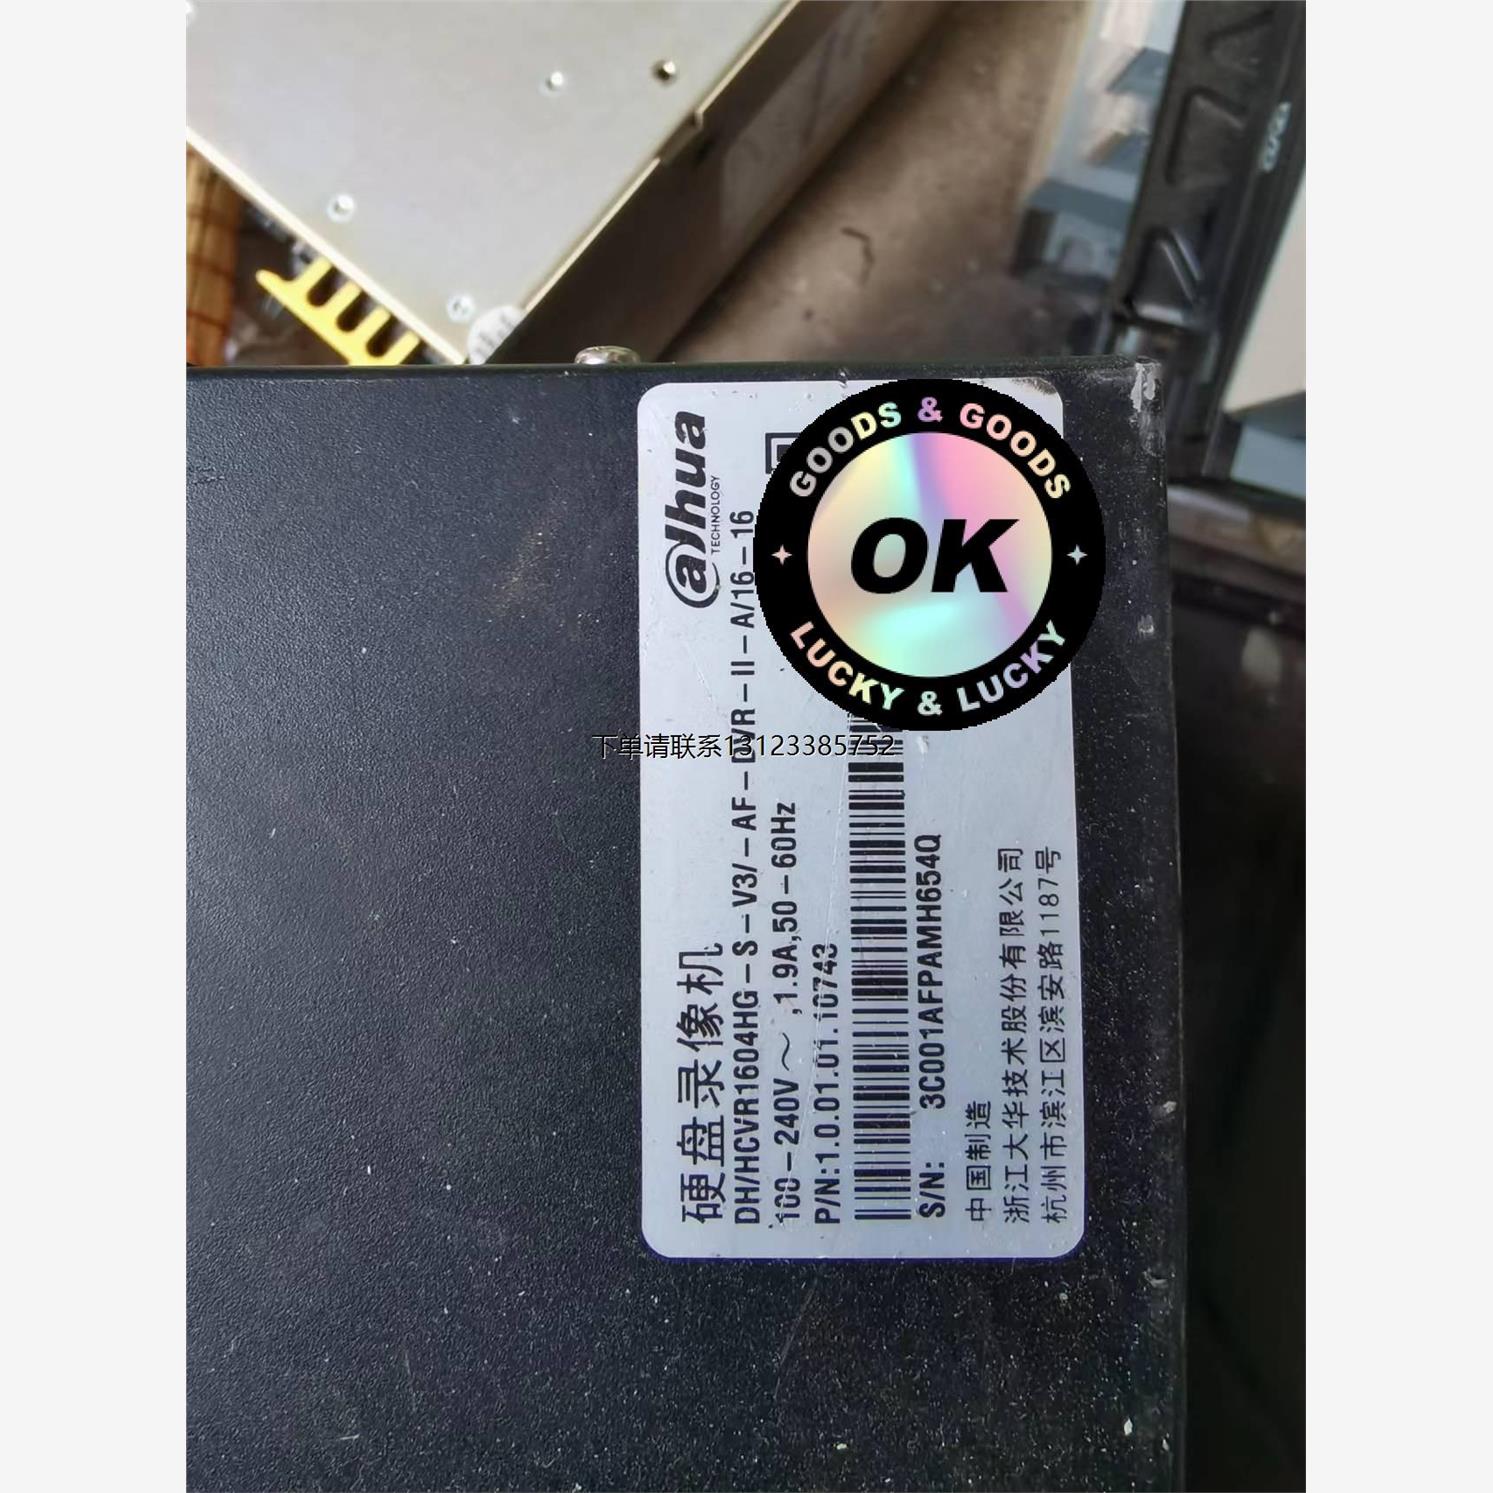 alhua
TECHNOLOGY
硬盘录像机
DH/HCVR1604HG-S-V3/-AF-DVR-II-A/16-16
100-240V～,1.9A,50-60Hz
P/N:1.0.01.01.10743
S/N: 3C001AFPAMH654Q
中国制造
浙江大华技术股份有限公司
杭州市滨江区滨安路1187号
GOODS & GOODS
OK
LUCKY & LUCKY
下单请联系13123385752